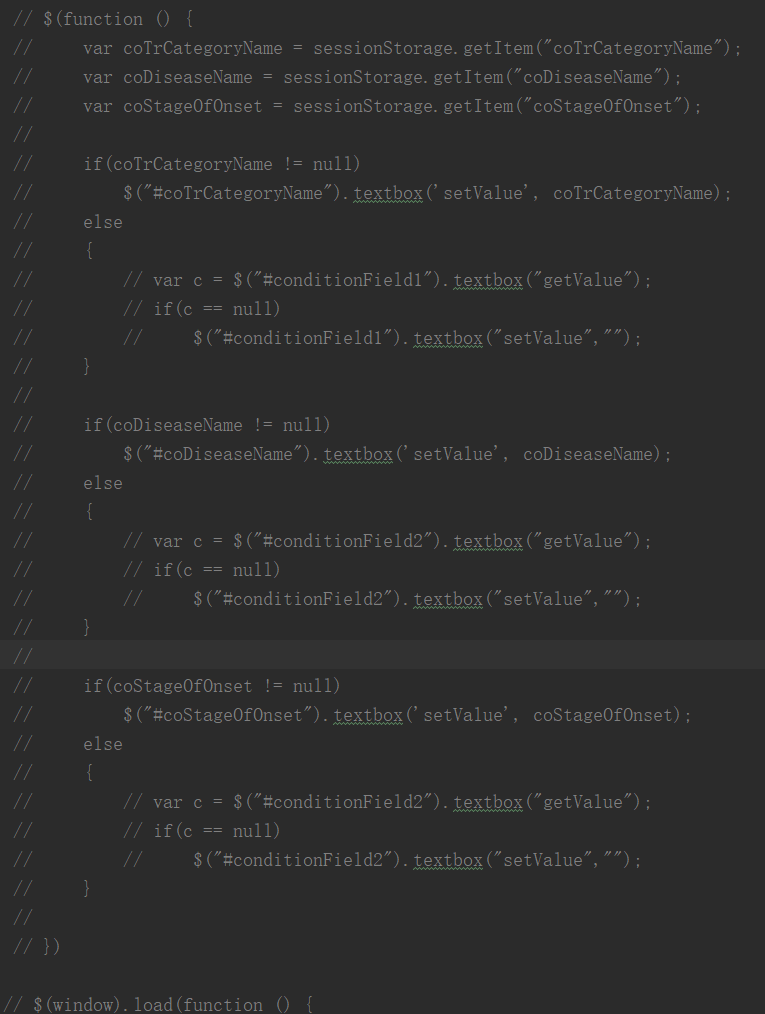 // $(function () {
//     var coTrCategoryName = sessionStorage.getItem("coTrCategoryName");
//     var coDiseaseName = sessionStorage.getItem("coDiseaseName");
//     var coStageOfOnset = sessionStorage.getItem("coStageOfOnset");
//
//     if(coTrCategoryName != null)
//         $("#coTrCategoryName").textbox('setValue', coTrCategoryName);
//     else
//     {
//         // var c = $("#conditionField1").textbox("getValue");
//         // if(c == null)
//         //     $("#conditionField1").textbox("setValue","");
//     }
//
//     if(coDiseaseName != null)
//         $("#coDiseaseName").textbox('setValue', coDiseaseName);
//     else
//     {
//         // var c = $("#conditionField2").textbox("getValue");
//         // if(c == null)
//         //     $("#conditionField2").textbox("setValue","");
//     }
//
//     if(coStageOfOnset != null)
//         $("#coStageOfOnset").textbox('setValue', coStageOfOnset);
//     else
//     {
//         // var c = $("#conditionField2").textbox("getValue");
//         // if(c == null)
//         //     $("#conditionField2").textbox("setValue","");
//     }
//
// })

// $(window).load(function () {